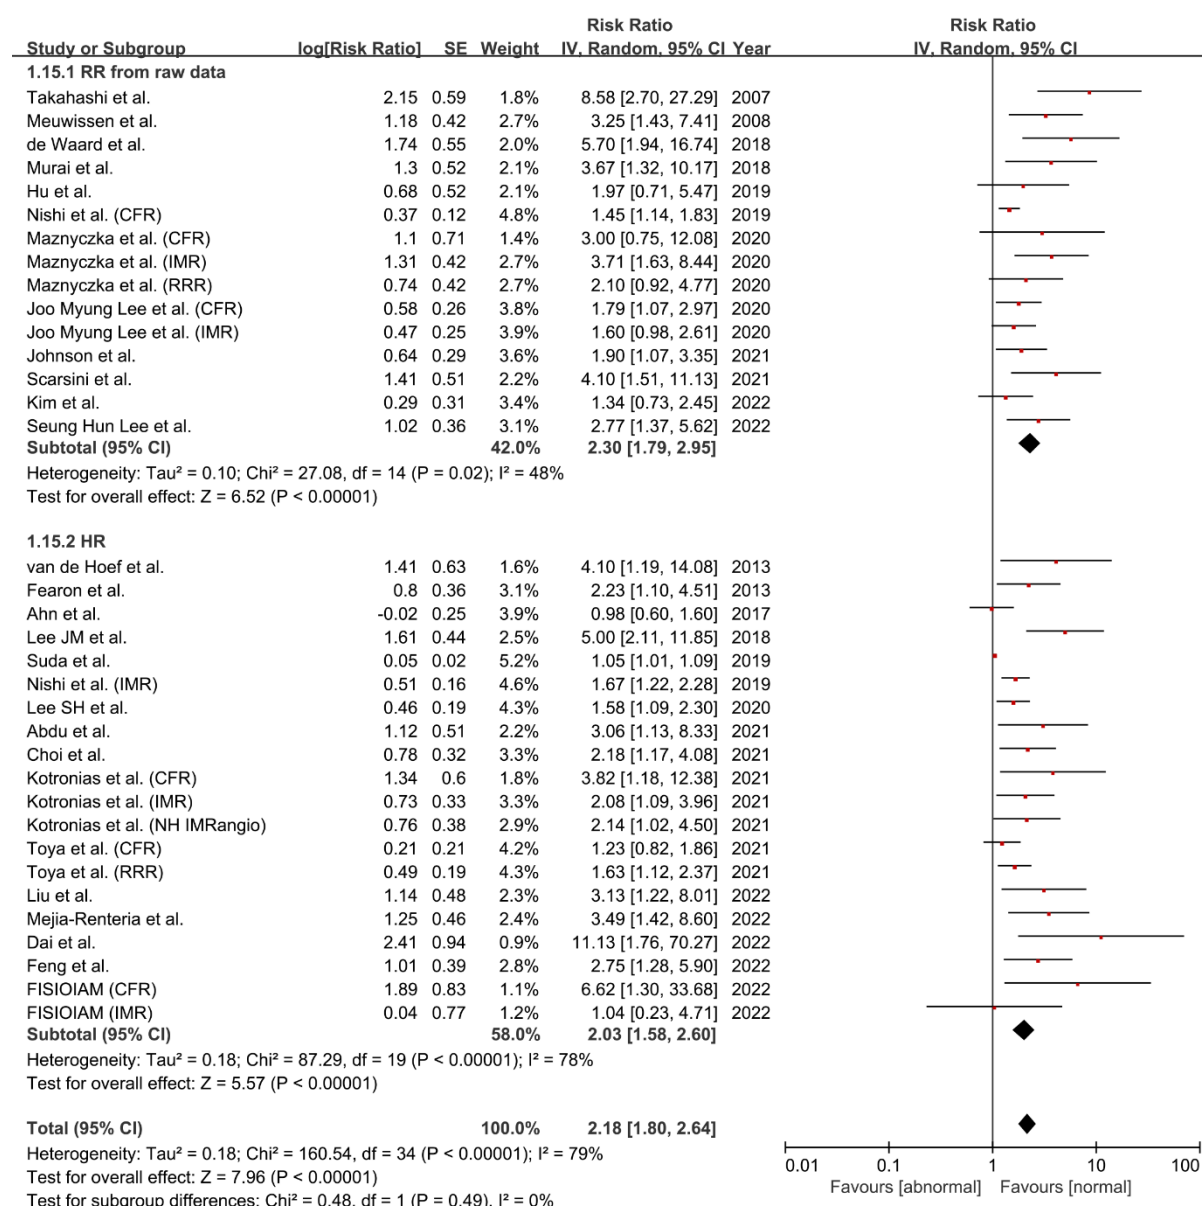 Risk Ratio Risk Ratio
Study or Subgroup log[Risk Ratio] SE Weight IV, Random, 95% CI Year IV, Random, 95% CI
1.15.1 RR from raw data
Takahashi et al. 2.15 0.59 1.8% 8.58 [2.70, 27.29] 2007
Meuwissen et al. 1.18 0.42 2.7% 3.25 [1.43, 7.41] 2008
de Waard et al. 1.74 0.55 2.0% 5.70 [1.94, 16.74] 2018
Murai et al. 1.3 0.52 2.1% 3.67 [1.32, 10.17] 2018
Hu et al. 0.68 0.52 2.1% 1.97 [0.71, 5.47] 2019
Nishi et al. (CFR) 0.37 0.12 4.8% 1.45 [1.14, 1.83] 2019
Maznyczka et al. (CFR) 1.1 0.71 1.4% 3.00 [0.75, 12.08] 2020
Maznyczka et al. (IMR) 1.31 0.42 2.7% 3.71 [1.63, 8.44] 2020
Maznyczka et al. (RRR) 0.74 0.42 2.7% 2.10 [0.92, 4.77] 2020
Joo Myung Lee et al. (CFR) 0.58 0.26 3.9% 1.79 [1.07, 2.97] 2020
Joo Myung Lee et al. (IMR) 0.47 0.25 3.9% 1.60 [0.98, 2.61] 2020
Johnson et al. 0.64 0.29 3.6% 1.90 [1.07, 3.35] 2021
Scarsini et al. 1.41 0.51 2.2% 4.10 [1.51, 11.13] 2021
Kim et al. 0.29 0.31 3.4% 1.34 [0.73, 2.45] 2022
Seung Hun Lee et al. 1.02 0.36 3.1% 2.77 [1.37, 5.62] 2022
Subtotal (95% CI) 42.0% 2.30 [1.79, 2.95]
Heterogeneity: Tau² = 0.10; Chi² = 27.08, df = 14 (P = 0.02); I² = 48%
Test for overall effect: Z = 6.52 (P < 0.00001)
1.15.2 HR
van de Hoef et al. 1.41 0.63 1.6% 4.10 [1.19, 14.08] 2013
Fearon et al. 0.8 0.36 3.1% 2.23 [1.10, 4.51] 2013
Ahn et al. -0.02 0.25 3.9% 0.98 [0.60, 1.60] 2017
Lee JM et al. 1.61 0.44 2.5% 5.00 [2.11, 11.85] 2018
Suda et al. 0.05 0.02 5.2% 1.05 [1.01, 1.09] 2019
Nishi et al. (IMR) 0.51 0.16 4.6% 1.67 [1.22, 2.28] 2019
Lee SH et al. 0.46 0.19 4.3% 1.58 [1.09, 2.30] 2020
Abdu et al. 1.12 0.51 2.2% 3.06 [1.13, 8.33] 2021
Choi et al. 0.78 0.32 3.3% 2.18 [1.17, 4.08] 2021
Kotronias et al. (CFR) 1.34 0.6 1.8% 3.82 [1.18, 12.38] 2021
Kotronias et al. (IMR) 0.73 0.33 3.3% 2.08 [1.09, 3.96] 2021
Kotronias et al. (NH IMRangio) 0.76 0.38 2.9% 2.14 [1.02, 4.50] 2021
Toya et al. (CFR) 0.21 0.21 4.2% 1.23 [0.82, 1.86] 2021
Toya et al. (RRR) 0.49 0.19 4.3% 1.63 [1.12, 2.37] 2021
Liu et al. 1.14 0.48 2.3% 3.13 [1.22, 8.01] 2022
Mejia-Renteria et al. 1.25 0.46 2.4% 3.49 [1.42, 8.60] 2022
Dai et al. 2.41 0.94 0.9% 11.13 [1.76, 70.27] 2022
Feng et al. 1.01 0.39 2.8% 2.75 [1.28, 5.90] 2022
FISIOIAM (CFR) 1.89 0.83 1.1% 6.62 [1.30, 33.68] 2022
FISIOIAM (IMR) 0.04 0.77 1.2% 1.04 [0.23, 4.71] 2022
Subtotal (95% CI) 58.0% 2.03 [1.58, 2.60]
Heterogeneity: Tau² = 0.18; Chi² = 87.29, df = 19 (P < 0.00001); I² = 78%
Test for overall effect: Z = 5.57 (P < 0.00001)
Total (95% CI) 100.0% 2.18 [1.80, 2.64]
Heterogeneity: Tau² = 0.18; Chi² = 160.54, df = 34 (P < 0.00001); I² = 79%
Test for overall effect: Z = 7.96 (P < 0.00001)
Test for subgroup differences: Chi² = 0.48, df = 1 (P = 0.49), I² = 0%
0.01 0.1 1 10 100
Favours [abnormal] Favours [normal]